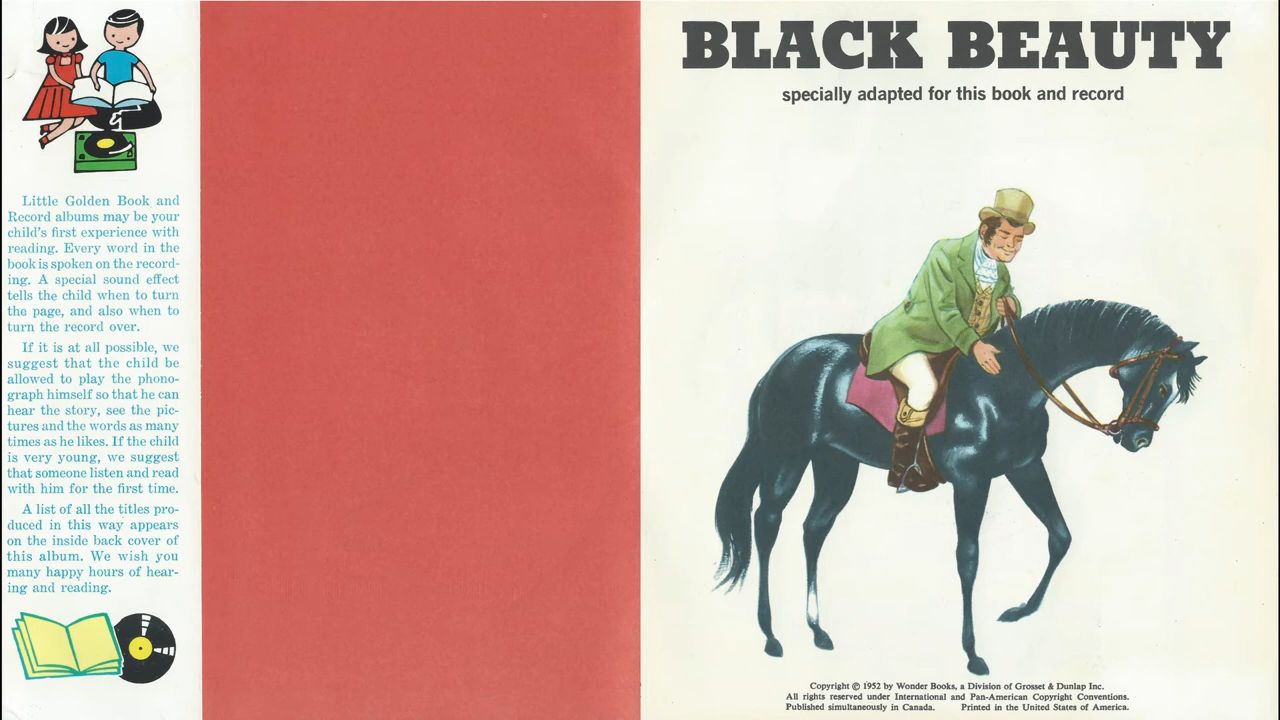 Little Golden Book and
Record albums may be your
child's first experience with
reading. Every word in the
book is spoken on the record-
ing. A special sound effect
tells the child when to turn
the page, and also when to
turn the record over.
If it is at all possible, we
suggest that the child be
allowed to play the phono-
graph himself so that he can
hear the story, see the pic-
tures and the words as many
times as he likes. If the child
is very young, we suggest
that someone listen and read
with him for the first time.
A list of all the titles pro-
duced in this way appears
on the inside back cover of
this album. We wish you
many happy hours of hear-
ing and reading.
BLACK BEAUTY
specially adapted for this book and record
Copyright © 1952 by Wonder Books, a Division of Grosset & Dunlap Inc.
All rights reserved under International and Pan-American Copyright Conventions.
Published simultaneously in Canada. Printed in the United States of America.